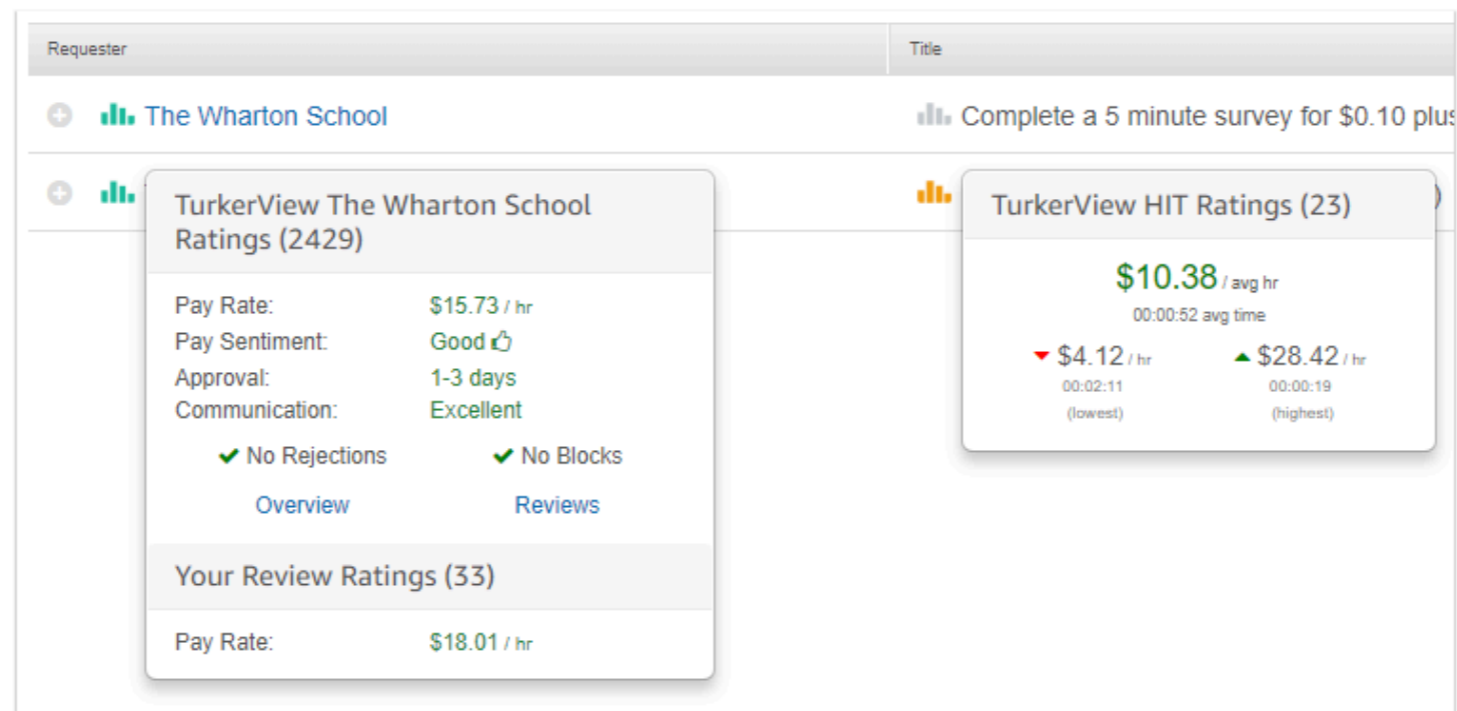 Requester Title
The Wharton School Complete a 5 minute survey for $0.10 plus
TurkerView The Wharton School
Ratings (2429)
Pay Rate: $15.73 / hr
Pay Sentiment: Good
Approval: 1-3 days
Communication: Excellent
No Rejections No Blocks
Overview Reviews
Your Review Ratings (33)
Pay Rate: $18.01 / hr
TurkerView HIT Ratings (23)
)
$10.38 / avg hr
00:00:52 avg time
$4.12 / hr $28.42 / hr
00:02:11 00:00:19
(lowest) (highest)